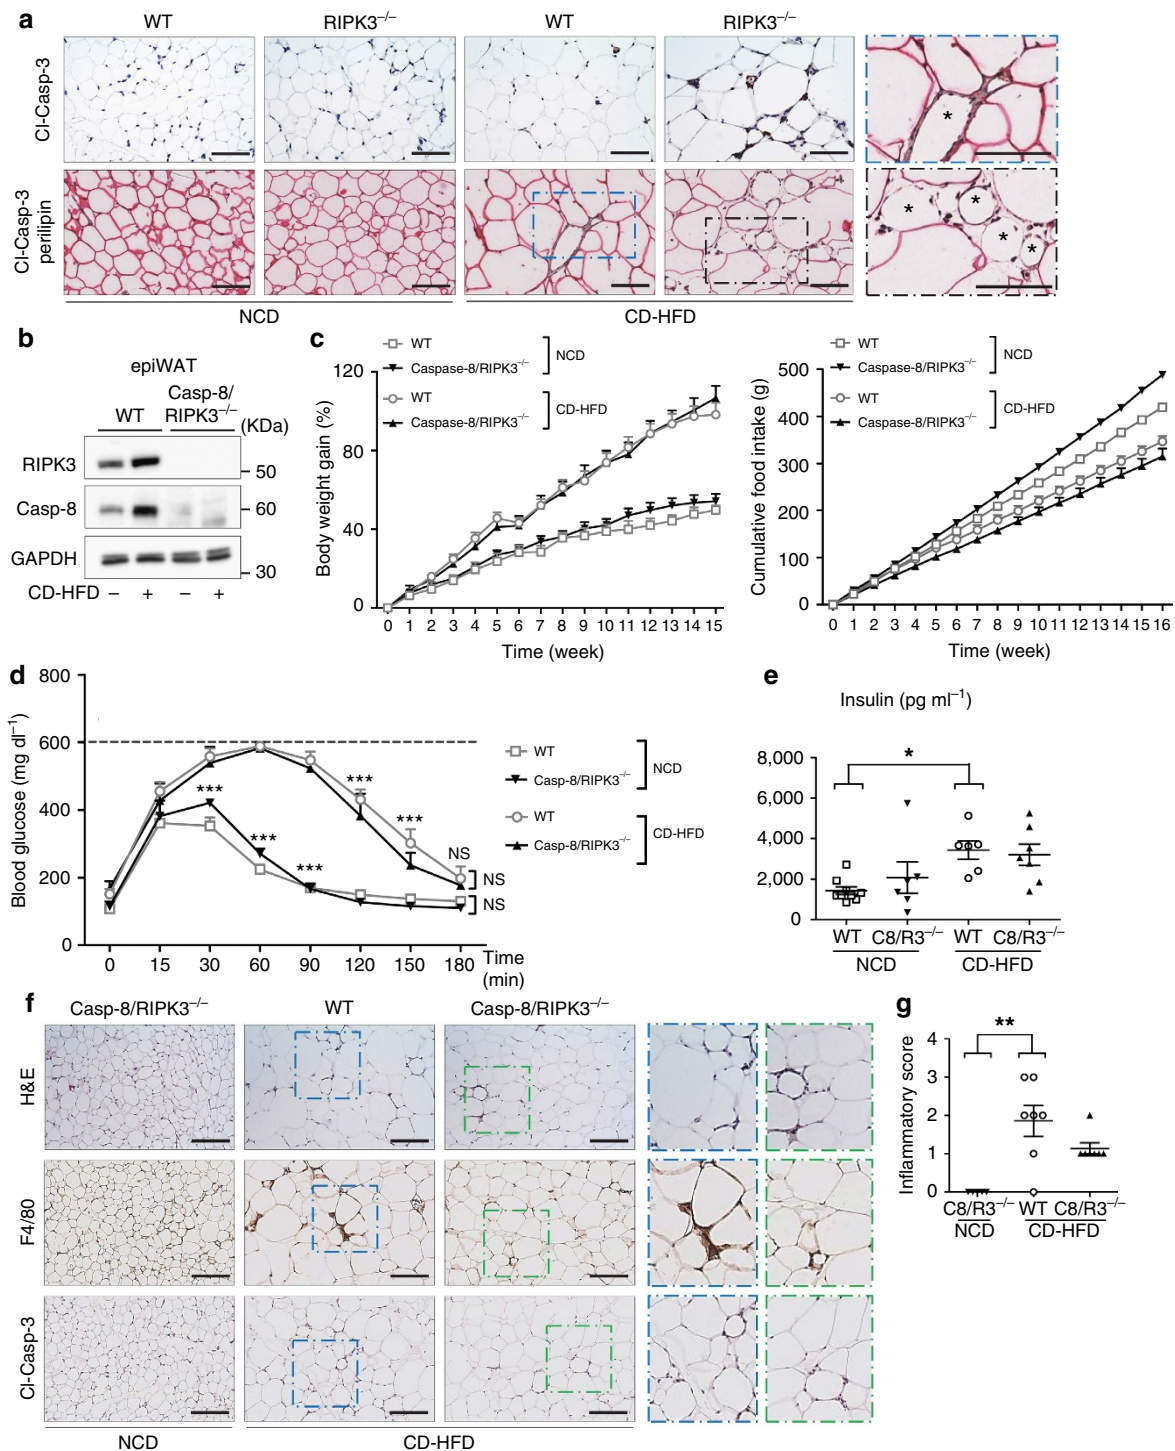 a
WT
RIPK3−/−
WT
RIPK3−/−
Cl-Casp-3
*
Cl-Casp-3
perilipin
* * * *
NCD
CD-HFD
b
epiWAT
WT
Casp-8/
RIPK3−/−
(KDa)
RIPK3
50
Casp-8
60
GAPDH
30
CD-HFD − + − +
c
WT
Caspase-8/RIPK3−/−
NCD
WT
Caspase-8/RIPK3−/−
CD-HFD
Body weight gain (%)
120
80
40
0
0 1 2 3 4 5 6 7 8 9 10 11 12 13 14 15
Time (week)
WT
Caspase-8/RIPK3−/−
NCD
WT
Caspase-8/RIPK3−/−
CD-HFD
Cumulative food intake (g)
500
400
300
200
100
0
0 1 2 3 4 5 6 7 8 9 10 11 12 13 14 15 16
Time (week)
d
Blood glucose (mg dl−1)
800
600
400
200
0
0 15 30 60 90 120 150 180
Time
(min)
***
***
***
***
***
NS
NS
NS
WT
Casp-8/RIPK3−/−
NCD
WT
Casp-8/RIPK3−/−
CD-HFD
e
Insulin (pg ml−1)
8,000
6,000
4,000
2,000
0
*
WT C8/R3−/− WT C8/R3−/−
NCD CD-HFD
f
Casp-8/RIPK3−/−
WT
Casp-8/RIPK3−/−
H&E
F4/80
Cl-Casp-3
NCD
CD-HFD
g
Inflammatory score
4
3
2
1
0
**
C8/R3−/− WT C8/R3−/−
NCD CD-HFD